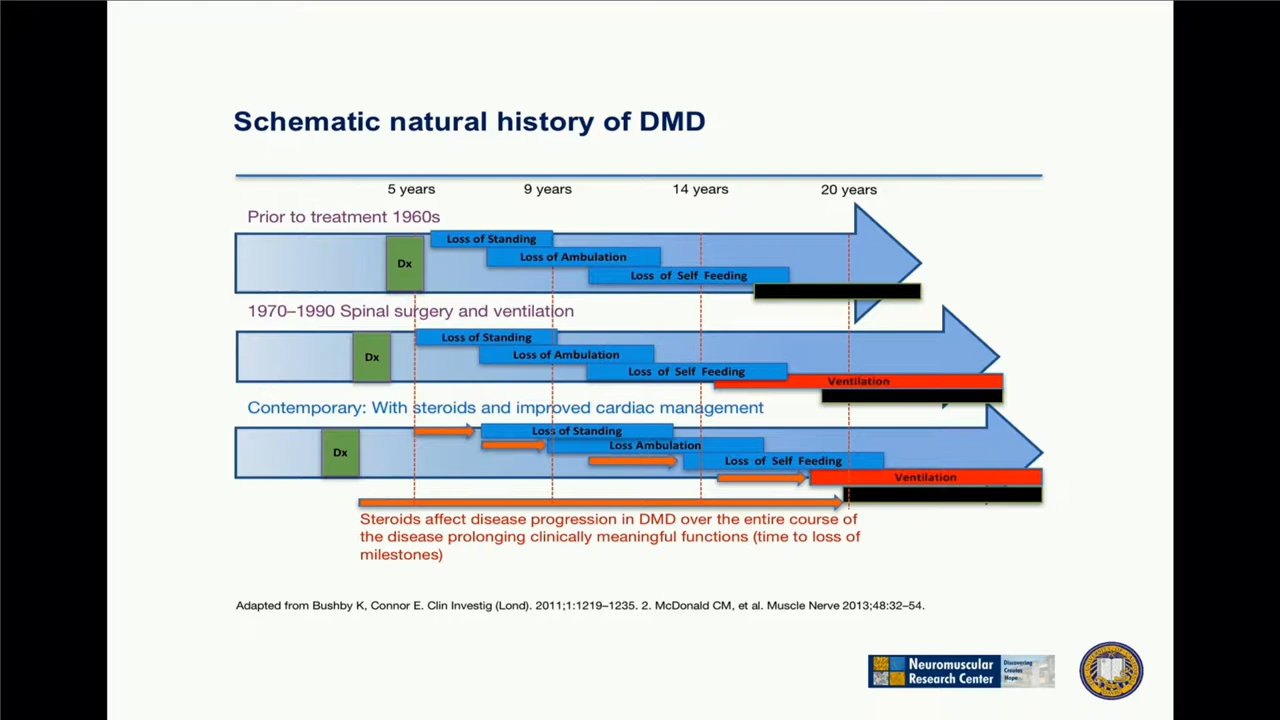 Schematic natural history of DMD
5 years 9 years 14 years 20 years
Prior to treatment 1960s
Loss of Standing
Dx
Loss of Ambulation
Loss of Self Feeding
1970–1990 Spinal surgery and ventilation
Loss of Standing
Dx
Loss of Ambulation
Loss of Self Feeding
Ventilation
Contemporary: With steroids and improved cardiac management
Loss of Standing
Loss Ambulation
Dx
Loss of Self Feeding
Ventilation
Steroids affect disease progression in DMD over the entire course of
the disease prolonging clinically meaningful functions (time to loss of
milestones)
Adapted from Bushby K, Connor E. Clin Investig (Lond). 2011;1:1219–1235. 2. McDonald CM, et al. Muscle Nerve 2013;48:32–54.
Neuromuscular
Research Center
Discovering
Creates
Hope